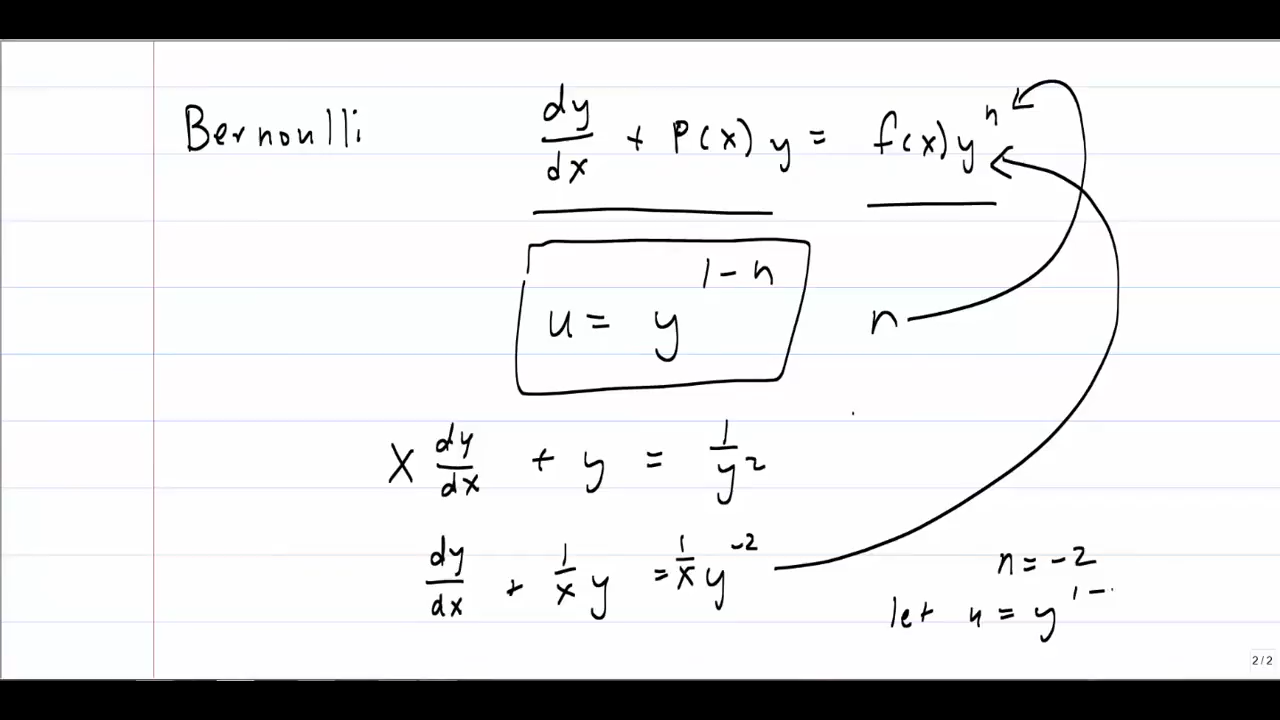 Bernoulli dy/dx + P(x) y = f(x) y^n
u = y^(1-n) n
x dy/dx + y = 1/y^2
dy/dx + 1/x y = 1/x y^-2 n = -2
let u = y^(1-
2/2